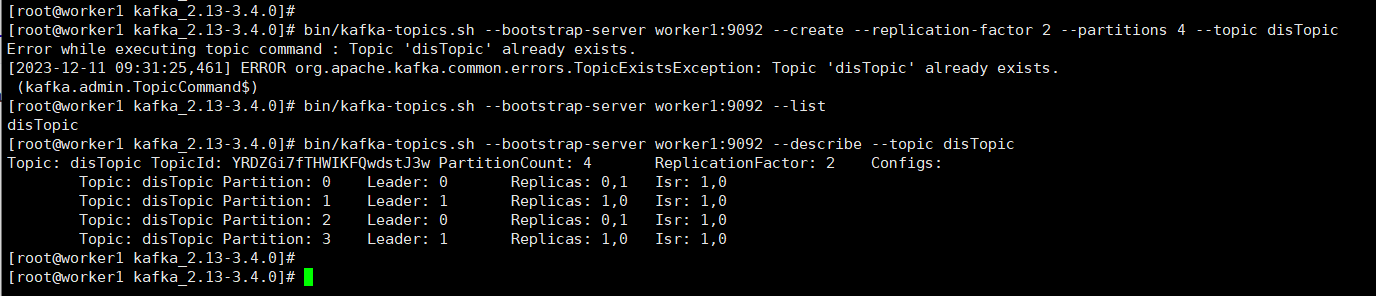 [root@worker1 kafka_2.13-3.4.0]#
[root@worker1 kafka_2.13-3.4.0]# bin/kafka-topics.sh --bootstrap-server worker1:9092 --create --replication-factor 2 --partitions 4 --topic disTopic
Error while executing topic command : Topic 'disTopic' already exists.
[2023-12-11 09:31:25,461] ERROR org.apache.kafka.common.errors.TopicExistsException: Topic 'disTopic' already exists.
 (kafka.admin.TopicCommand$)
[root@worker1 kafka_2.13-3.4.0]# bin/kafka-topics.sh --bootstrap-server worker1:9092 --list
disTopic
[root@worker1 kafka_2.13-3.4.0]# bin/kafka-topics.sh --bootstrap-server worker1:9092 --describe --topic disTopic
Topic: disTopic TopicId: YRDZGi7fTHWIKFQwdstJ3w PartitionCount: 4       ReplicationFactor: 2    Configs:
        Topic: disTopic Partition: 0    Leader: 0       Replicas: 0,1   Isr: 1,0
        Topic: disTopic Partition: 1    Leader: 1       Replicas: 1,0   Isr: 1,0
        Topic: disTopic Partition: 2    Leader: 0       Replicas: 0,1   Isr: 1,0
        Topic: disTopic Partition: 3    Leader: 1       Replicas: 1,0   Isr: 1,0
[root@worker1 kafka_2.13-3.4.0]#
[root@worker1 kafka_2.13-3.4.0]#